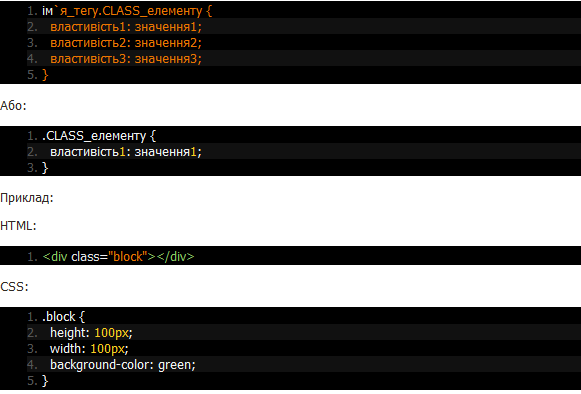 1. ім`я_тегу.CLASS_елементу {
2. властивість1: значення1;
3. властивість2: значення2;
4. властивість3: значення3;
5. }
Або:
1. .CLASS_елементу {
2. властивість1: значення1;
3. }
Приклад:
HTML:
1. <div class="block"></div>
CSS:
1. .block {
2. height: 100px;
3. width: 100px;
4. background-color: green;
5. }